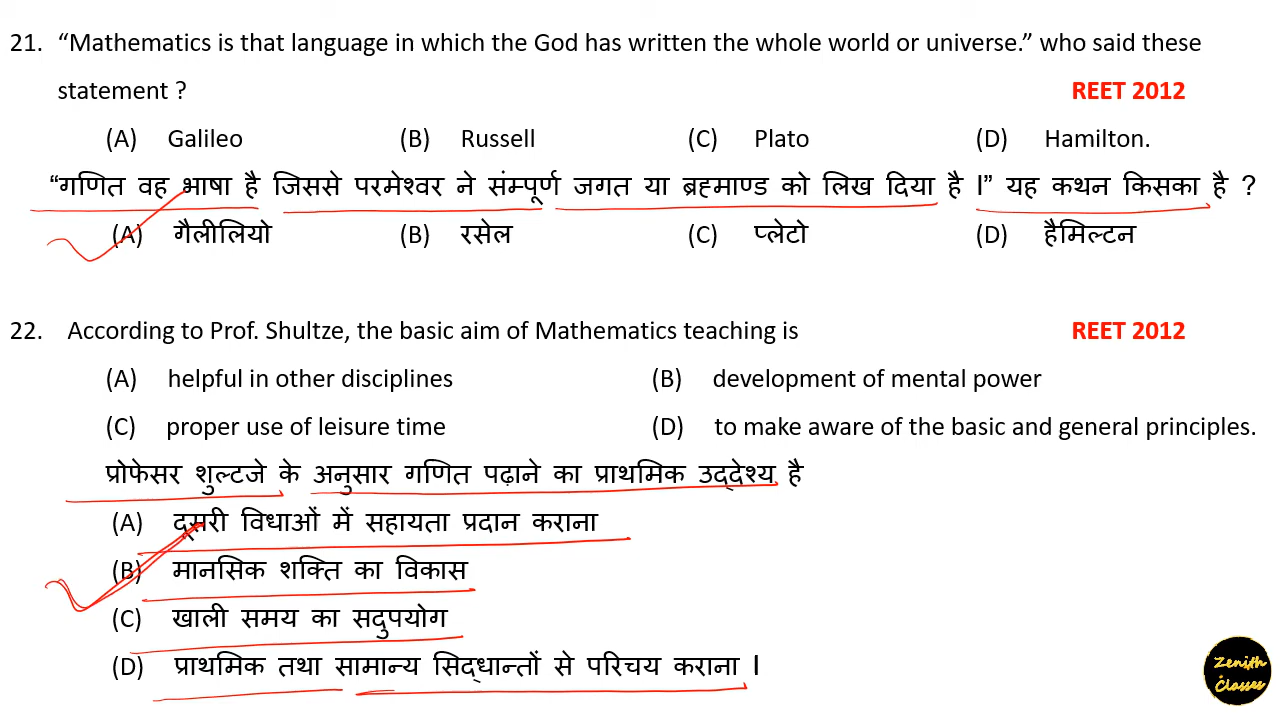 21. “Mathematics is that language in which the God has written the whole world or universe.” who said these
statement ? REET 2012
(A) Galileo (B) Russell (C) Plato (D) Hamilton.
“गणित वह भाषा है जिससे परमेश्वर ने संम्पूर्ण जगत या ब्रह्माण्ड को लिख दिया है ।” यह कथन किसका है ?
(A) गैलीलियो (B) रसेल (C) प्लेटो (D) हैमिल्टन
22. According to Prof. Shultze, the basic aim of Mathematics teaching is REET 2012
(A) helpful in other disciplines (B) development of mental power
(C) proper use of leisure time (D) to make aware of the basic and general principles.
प्रोफेसर शुल्टजे के अनुसार गणित पढ़ाने का प्राथमिक उद्देश्य है
(A) दूसरी विधाओं में सहायता प्रदान कराना
(B) मानसिक शक्ति का विकास
(C) खाली समय का सदुपयोग
(D) प्राथमिक तथा सामान्य सिद्धान्तों से परिचय कराना ।
Zenith
Classes